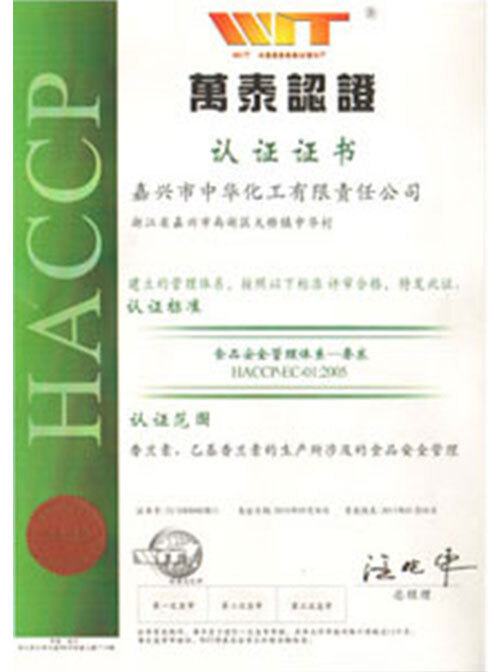 WIT
®
萬泰認證
认证证书
嘉兴市中华化工有限责任公司
浙江省嘉兴市南湖区大桥镇中华村
建立的管理体系，按照以下标准评审合格，特发此证。
认证标准
食品安全管理体系—要求
HACCP-EC-01:2005
认证范围
香兰素，乙基香兰素的生产所涉及的食品安全管理
总经理
第一次监审
第二次监审
第三次监审
HACCP